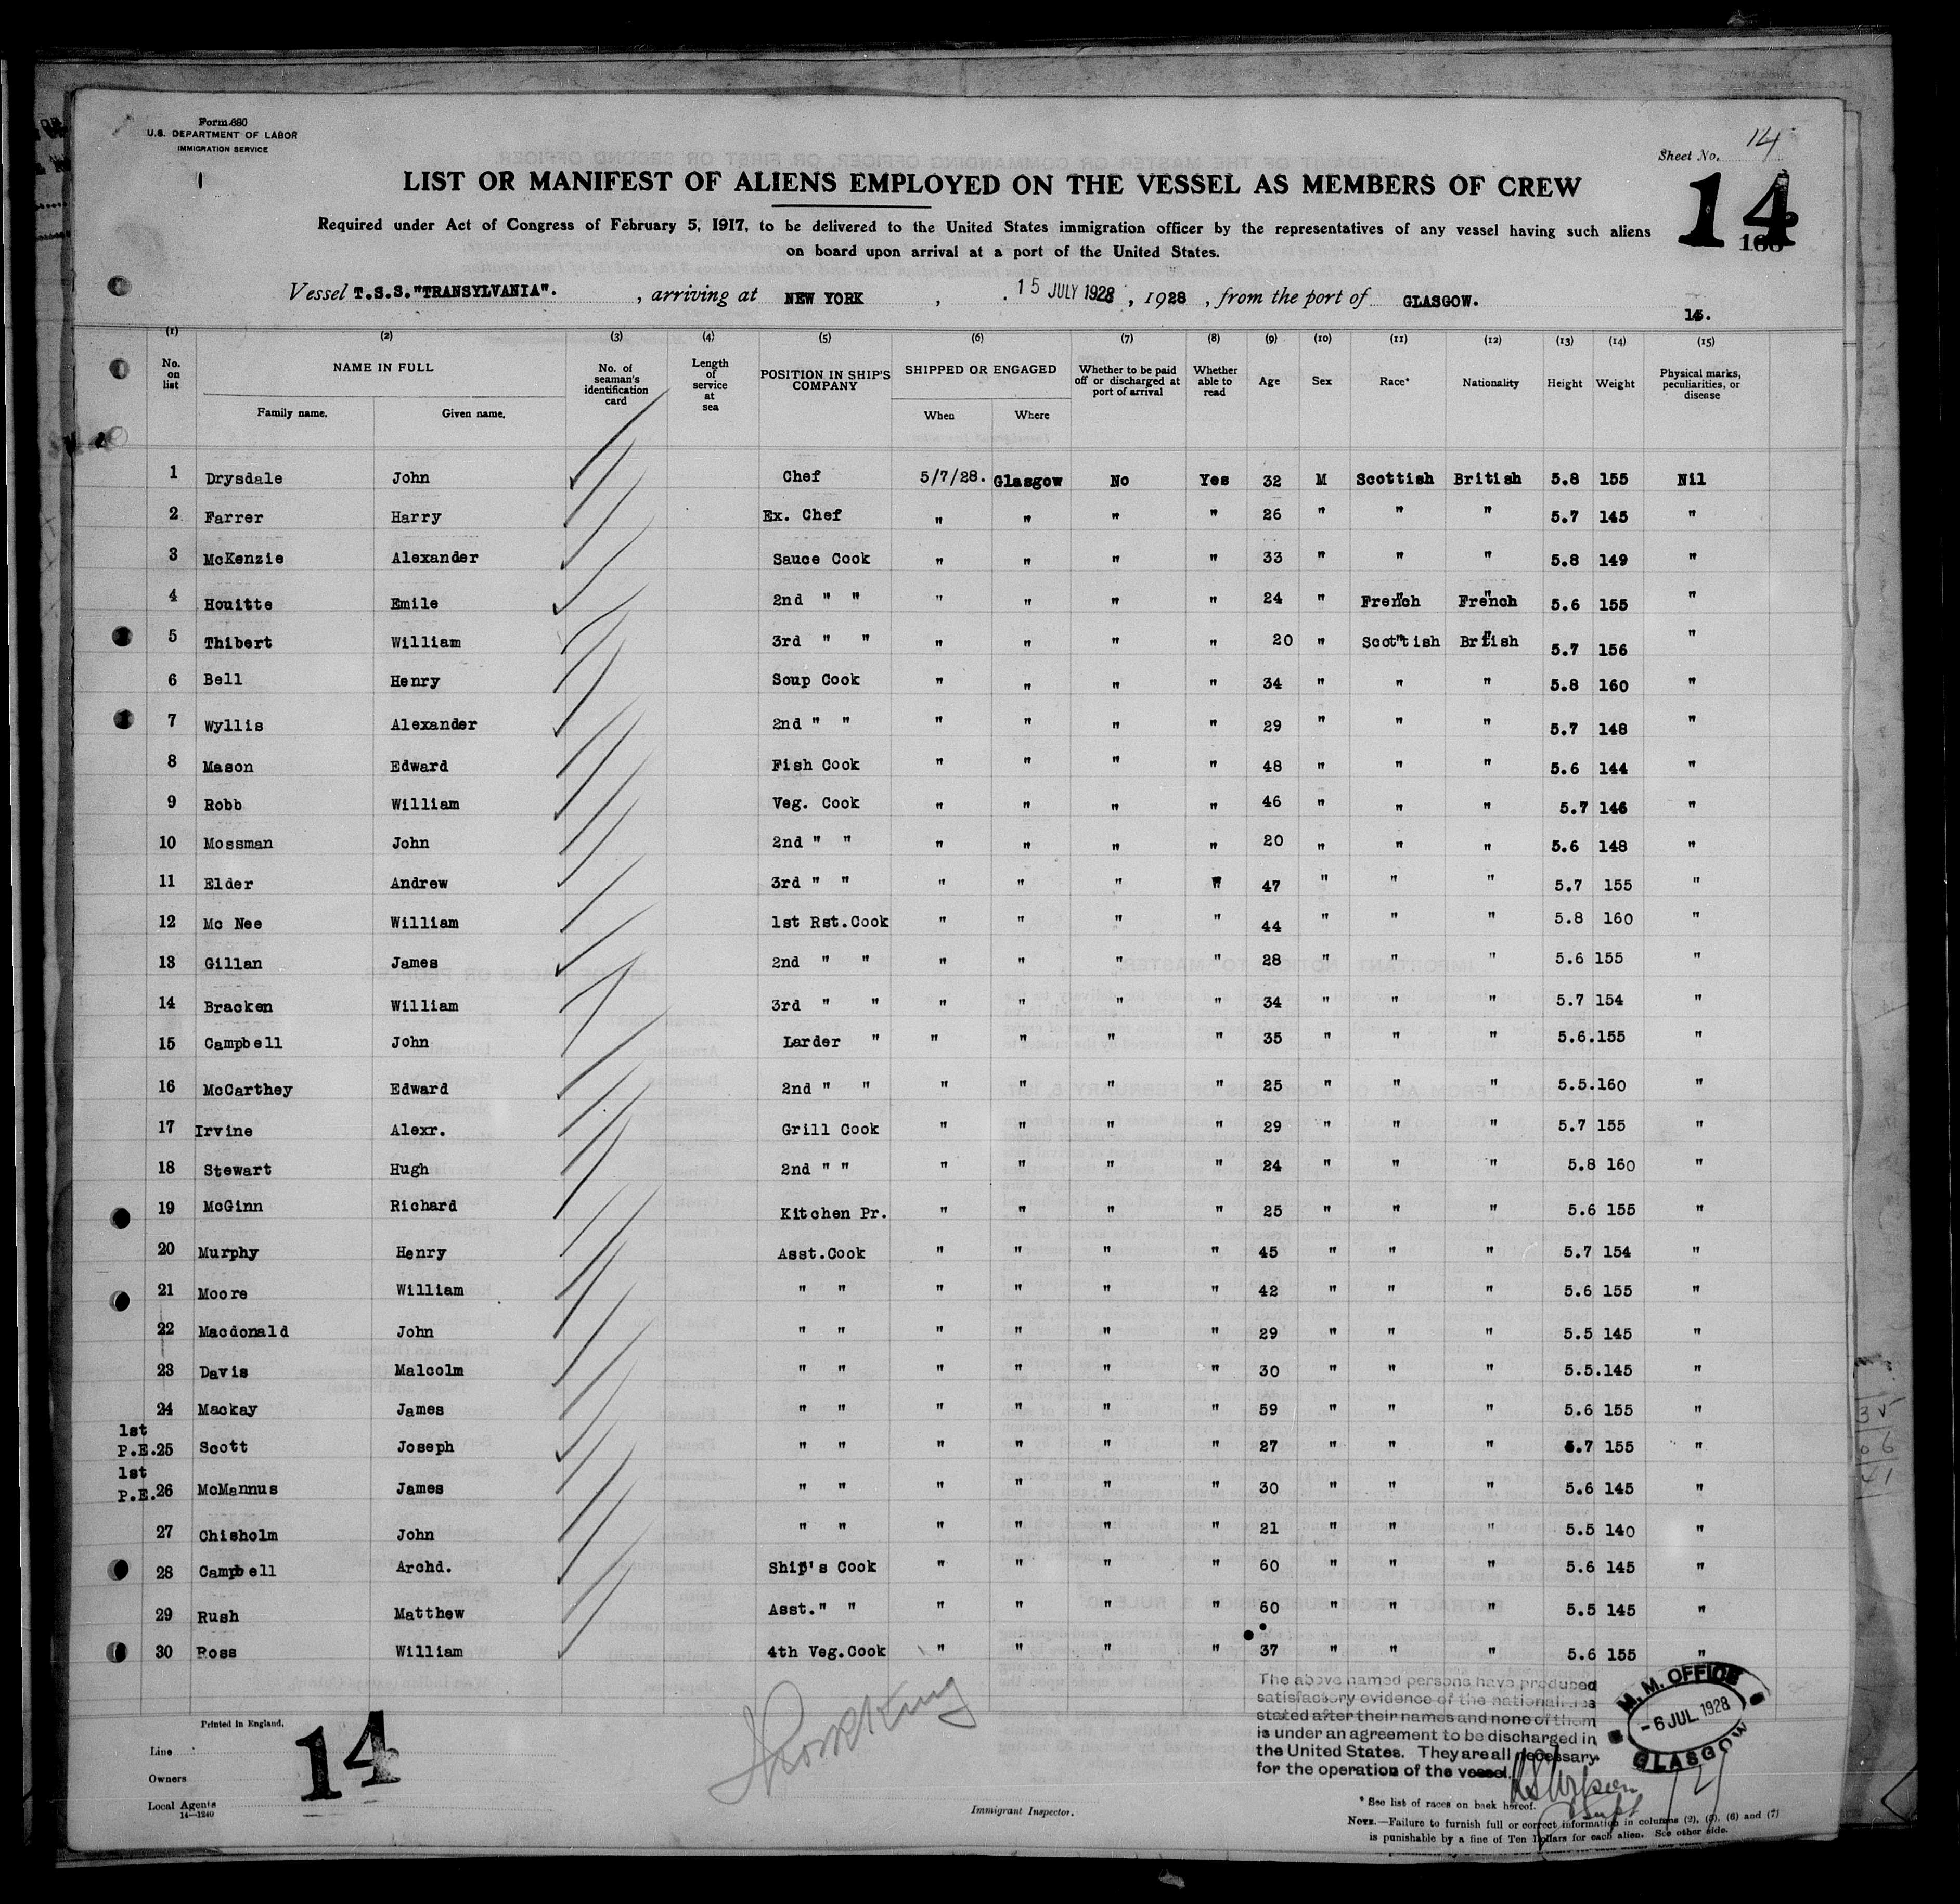 Form 680
U.S. DEPARTMENT OF LABOR
IMMIGRATION SERVICE
Sheet No. 14
14
LIST OR MANIFEST OF ALIENS EMPLOYED ON THE VESSEL AS MEMBERS OF CREW
Required under Act of Congress of February 5, 1917, to be delivered to the United States immigration officer by the representatives of any vessel having such aliens
on board upon arrival at a port of the United States.
Vessel T.S.S."TRANSYLVANIA". , arriving at NEW YORK , 15 JULY 1928 , 1928 , from the port of GLASGOW.
(1) (2) (3) (4) (5) (6) (7) (8) (9) (10) (11) (12) (13) (14) (15)
No. on list NAME IN FULL Family name. Given name. No. of seaman's identification card Length of service at sea POSITION IN SHIP'S COMPANY SHIPPED OR ENGAGED When Where Whether to be paid off or discharged at port of arrival Whether able to read Age Sex Race* Nationality Height Weight Physical marks, peculiarities, or disease
1 Drysdale John Chef 5/7/28. Glasgow No Yes 32 M Scottish British 5.8 155 Nil
2 Farrer Harry Ex. Chef " " " " 26 " " " 5.7 145 "
3 McKenzie Alexander Sauce Cook " " " " 33 " " " 5.8 149 "
4 Houitte Emile 2nd " " " " " " 24 " French French 5.6 155 "
5 Thibert William 3rd " " " " " " 20 " Scottish British 5.7 156 "
6 Bell Henry Soup Cook " " " " 34 " " " 5.8 160 "
7 Wyllis Alexander 2nd " " " " " " 29 " " " 5.7 148 "
8 Mason Edward Fish Cook " " " " 48 " " " 5.6 144 "
9 Robb William Veg. Cook " " " " 46 " " " 5.7 146 "
10 Mossman John 2nd " " " " " " 20 " " " 5.6 148 "
11 Elder Andrew 3rd " " " " " " 47 " " " 5.7 155 "
12 Mc Nee William 1st Rst.Cook " " " " 44 " " " 5.8 160 "
13 Gillan James 2nd " " " " " " 28 " " " 5.6 155 "
14 Bracken William 3rd " " " " " " 34 " " " 5.7 154 "
15 Campbell John Larder " " " " " 35 " " " 5.6.155 "
16 McCarthey Edward 2nd " " " " " " 25 " " " 5.5.160 "
17 Irvine Alexr. Grill Cook " " " " 29 " " " 5.7 155 "
18 Stewart Hugh 2nd " " " " " " 24 " " " 5.8 160 "
19 McGinn Richard Kitchen Pr. " " " " 25 " " " 5.6 155 "
20 Murphy Henry Asst.Cook " " " " 45 " " " 5.7 154 "
21 Moore William " " " " " " 42 " " " 5.6 155 "
22 Macdonald John " " " " " " 29 " " " 5.5 145 "
23 Davis Malcolm " " " " " " 30 " " " 5.5.145 "
24 Mackay James " " " " " " 59 " " " 5.6 155 "
1st
P.E.25 Scott Joseph " " " " " " 27 " " " 5.7 155 "
1st
P.E.26 McMannus James " " " " " " 30 " " " 5.6 145 "
27 Chisholm John " " " " " " 21 " " " 5.5 140 "
28 Campbell Archd. Ship's Cook " " " " 60 " " " 5.6 145 "
29 Rush Matthew Asst." " " " " " 60 " " " 5.5 145 "
30 Ross William 4th Veg.Cook " " " " 37 " " " 5.6 155 "
The above named persons have produced
satisfactory evidence of the nationalities
stated after their names and none of them
is under an agreement to be discharged in
the United States. They are all necessary
for the operation of the vessel.
M.M. OFFICE
-6 JUL 1928
GLASGOW
Printed in England.
14
Line
Owners
Local Agents
14—1240
Immigrant Inspector.
* See list of races on back hereof.
NOTE.—Failure to furnish full or correct information in columns (2), (5), (6) and (7)
is punishable by a fine of Ten Dollars for each alien. See other side.